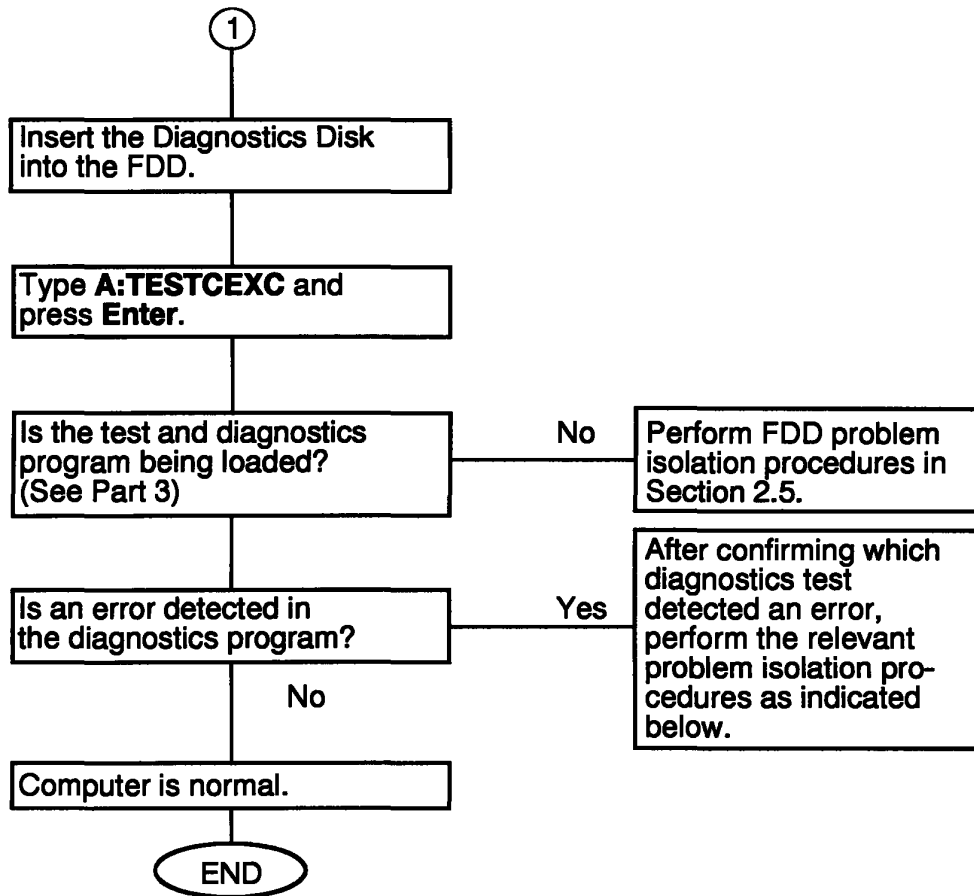 1
Insert the Diagnostics Disk
into the FDD.
Type A:TESTCEXC and
press Enter.
Is the test and diagnostics
program being loaded?
(See Part 3)
No
Perform FDD problem
isolation procedures in
Section 2.5.
Is an error detected in
the diagnostics program?
Yes
After confirming which
diagnostics test
detected an error,
perform the relevant
problem isolation pro-
cedures as indicated
below.
No
Computer is normal.
END